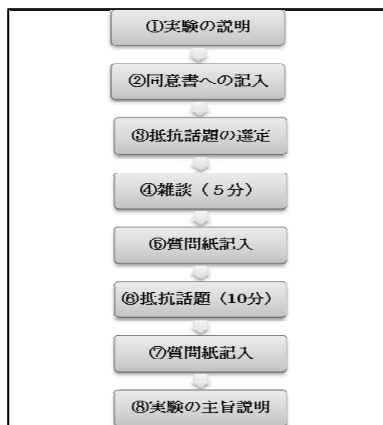 ①実験の説明
②同意書への記入
③抵抗話題の選定
④雑談（５分）
⑤質問紙記入
⑥抵抗話題（10分）
⑦質問紙記入
⑧実験の主旨説明